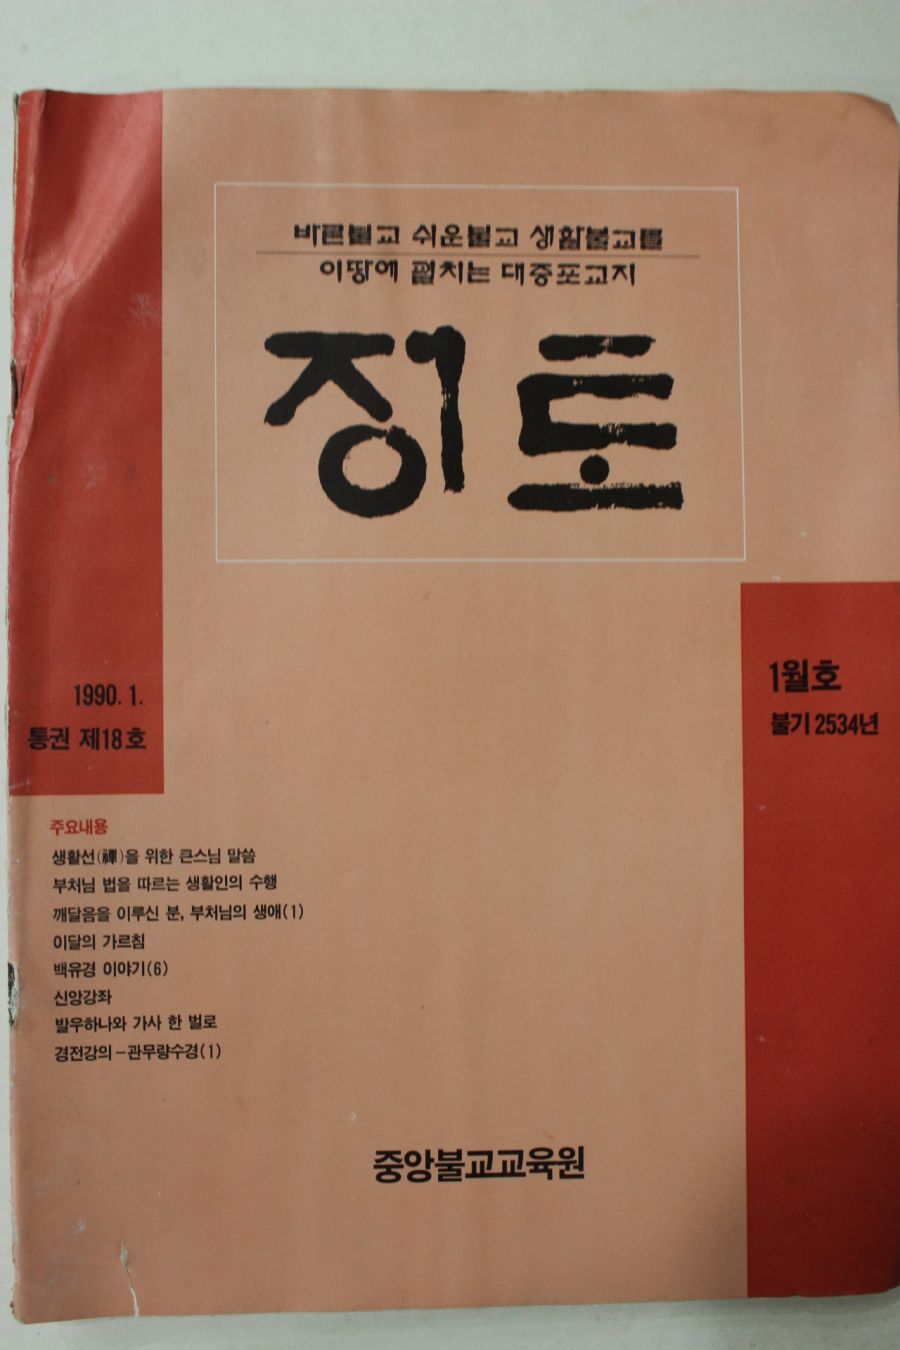 바른불교 쉬운불교 생활불교를
이땅에 펼치는 대중포교지
정토
1월호
불기 2534년
1990. 1.
통권 제18호
주요내용
생활선(禪)을 위한 큰스님 말씀
부처님 법을 따르는 생활인의 수행
깨달음을 이루신 분, 부처님의 생애(1)
이달의 가르침
백유경 이야기(6)
신앙강좌
발우하나와 가사 한 벌로
경전강의-관무량수경(1)
중앙불교교육원